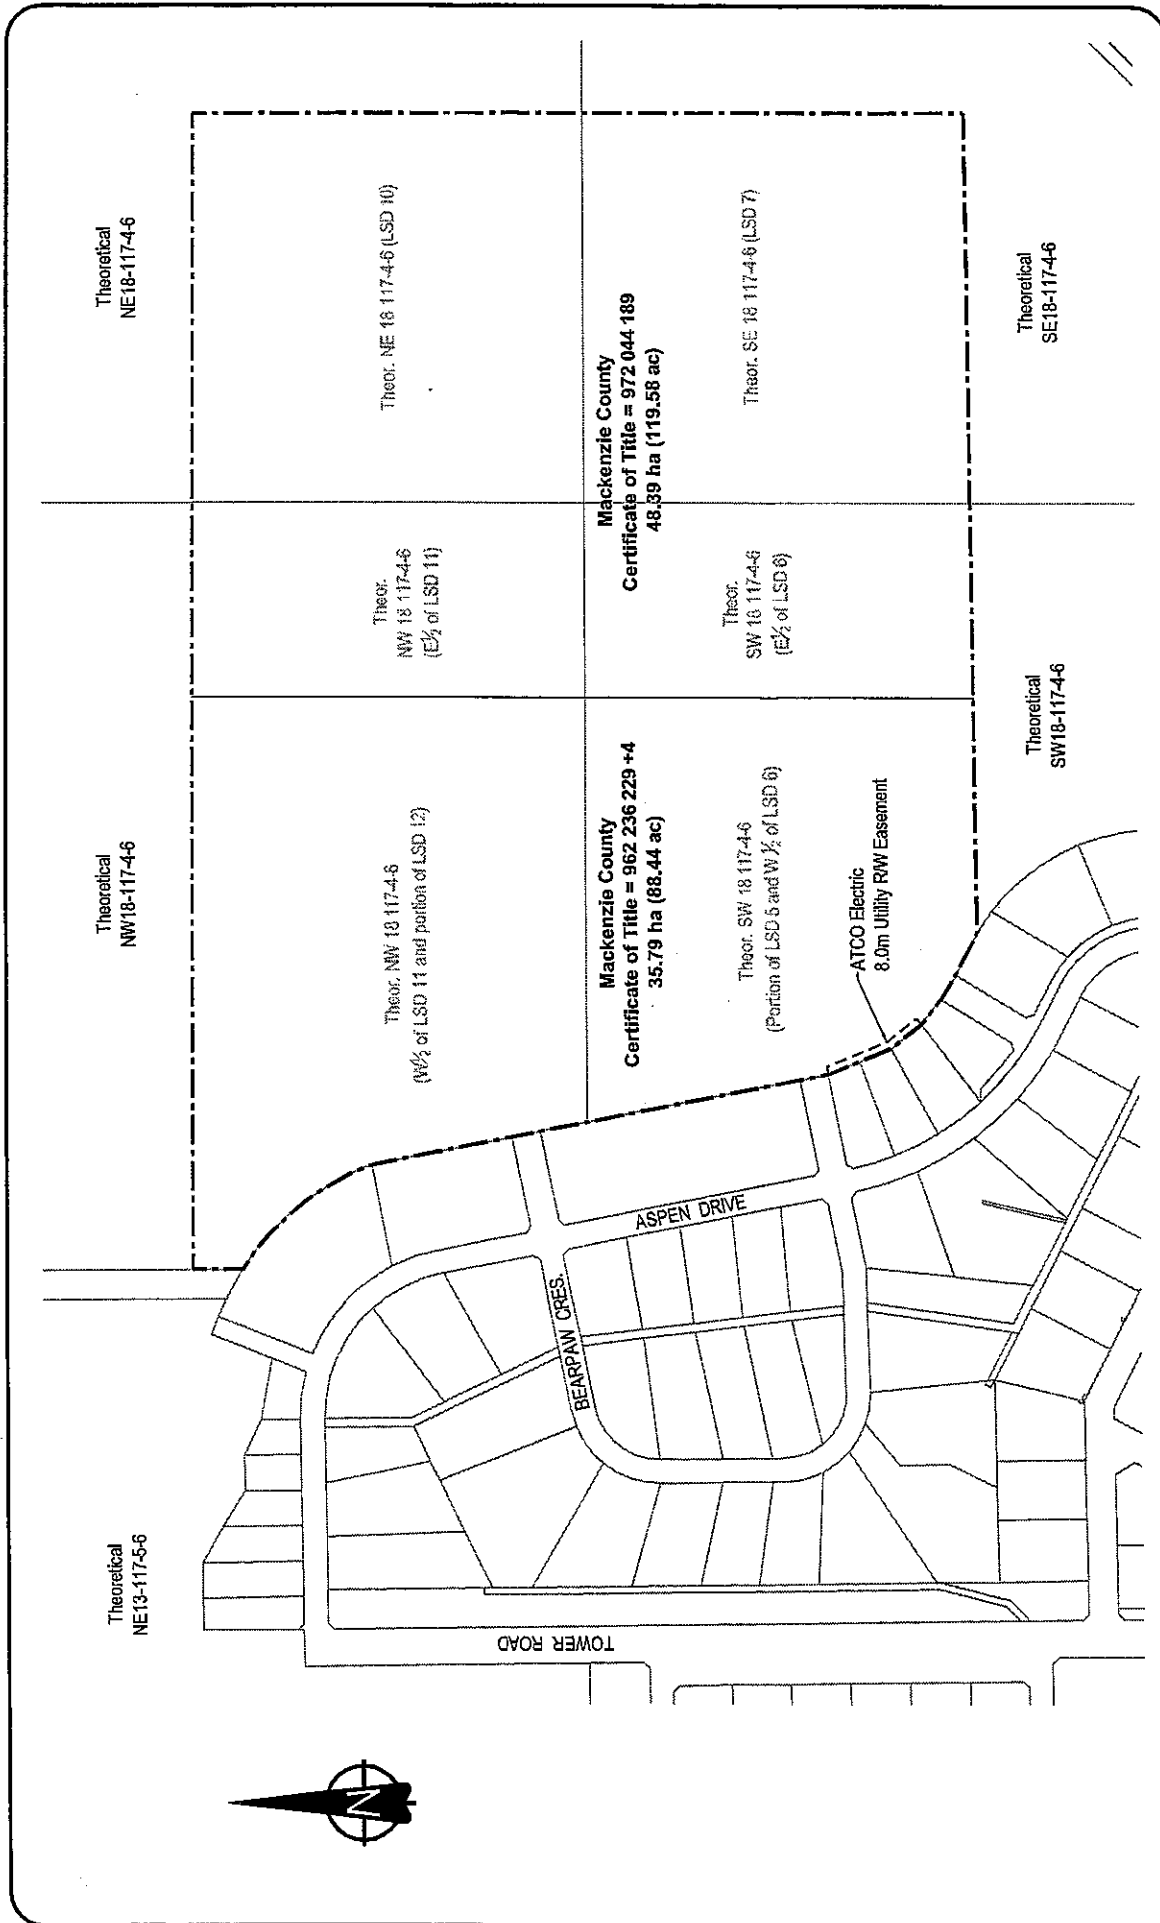 Theoretical
NE13-117-5-6
Theoretical
NW18-117-4-6
Theoretical
NE18-117-4-6
Theor. NW 18 117-4-6
(W½ of LSD 11 and portion of LSD 12)
Theor.
NW 18 117-4-6
(E½ of LSD 11)
Theor. NE 18 117-4-6 (LSD 10)
Mackenzie County
Certificate of Title = 962 236 229 +4
35.79 ha (88.44 ac)
Mackenzie County
Certificate of Title = 972 044 189
48.39 ha (119.58 ac)
Theor. SW 18 117-4-6
(Portion of LSD 5 and W ½ of LSD 6)
Theor.
SW 18 117-4-6
(E½ of LSD 6)
Theor. SE 18 117-4-6 (LSD 7)
ATCO Electric
8.0m Utility R/W Easement
Theoretical
SW18-117-4-6
Theoretical
SE18-117-4-6
ASPEN DRIVE
BEARPAW CRES.
TOWER ROAD
N